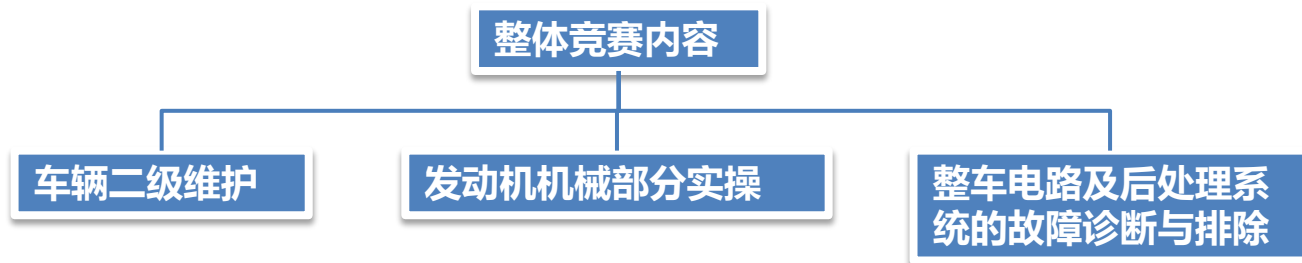 整体竞赛内容
车辆二级维护
发动机机械部分实操
整车电路及后处理系
统的故障诊断与排除